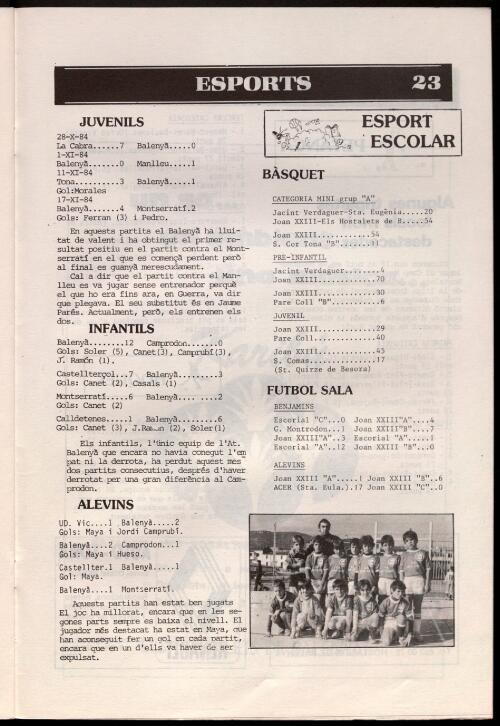 ESPORTS 23
JUVENILS
28-X-84
La Cabra......7 Balenyà.....0
1-XI-84
Balenyà.......0 Manlleu.....1
11-XI-84
Tona..........3 Balenyà.....1
Gol:Morales
17-XI-84
Balenyà.......4 Montserratí.2
Gols: Ferran (3) i Pedro.
En aquests partits el Balenyà ha llui-
tat de valent i ha obtingut el primer re-
sultat positiu en el partit contra el Mont-
serratí en el que es començà perdent però
al final es guanyà merescudament.
Cal a dir que el partit contra el Man-
lleu es va jugar sense entrenador perquè
el que ho era fins ara, en Guerra, va dir
que plegava. El seu substitut és en Jaume
Parés. Actualment, però, els entrenen els
dos.
INFANTILS
Balenyà.......12 Camprodon.......0
Gols: Soler (5), Canet(3), Camprubí(3),
J. Ramón (1).
Castellterçol...7 Balenyà.........3
Gols: Canet (2), Casals (1)
Montserratí.....6 Balenyà.... ....2
Gols: Canet (2)
Calldetenes.....1 Balenyà.........6
Gols: Canet (3), J.Ramon (2), Soler(1)
Els infantils, l'únic equip de l'At.
Balenyà que encara no havia conegut l'em
pat ni la derrota, ha perdut aquest mes
dos partits consecutius, després d'haver
derrotat per una gran diferència al Cam-
prodon.
ALEVINS
UD. Vic....1 Balenyà.....2
Gols: Maya i Jordi Camprubí.
Balenyà....2 Camprodon...1
Gols: Maya i Hueso.
Castellter.1 Balenyà.....1
Gol: Maya.
Balenyà....1 Montserratí.
Aquests partits han estat ben jugats
El joc ha millorat, encara que en les se-
gones parts sempre es baixa el nivell. El
jugador més destacat ha estat en Maya, que
han aconseguit fer un gol en cada partit,
encara que en un d'ells va haver de ser
expulsat.
ESPORT
ESCOLAR
BÀSQUET
CATEGORIA MINI grup "A"
Jacint Verdaguer-Sta. Eugènia.....20
Joan XXIII-Els Hostalets de B.....54
Joan XXIII.............54
S. Cor Tona "B"
PRE-INFANTIL
Jacint Verdaguer........4
Joan XXIII.............70
Joan XXIII.............30
Pare Coll "B"...........6
JUVENIL
Joan XXIII.............29
Pare Coll..............40
Joan XXIII.............45
S. Comas...............17
(St. Quirze de Besora)
FUTBOL SALA
BENJAMINS
Escorial "C"...0 Joan XXIII"A"....4
G. Montrodon...1 Joan XXIII"B"....7
Joan XXIII"A"..3 Escorial "A".....1
Escorial "A"..12 Joan XXIII "B"...0
ALEVINS
Joan XXIII "A".....! Joan XXIII "B"..6
ACER (Sta. Eula.).17 Joan XXIII "C"..0